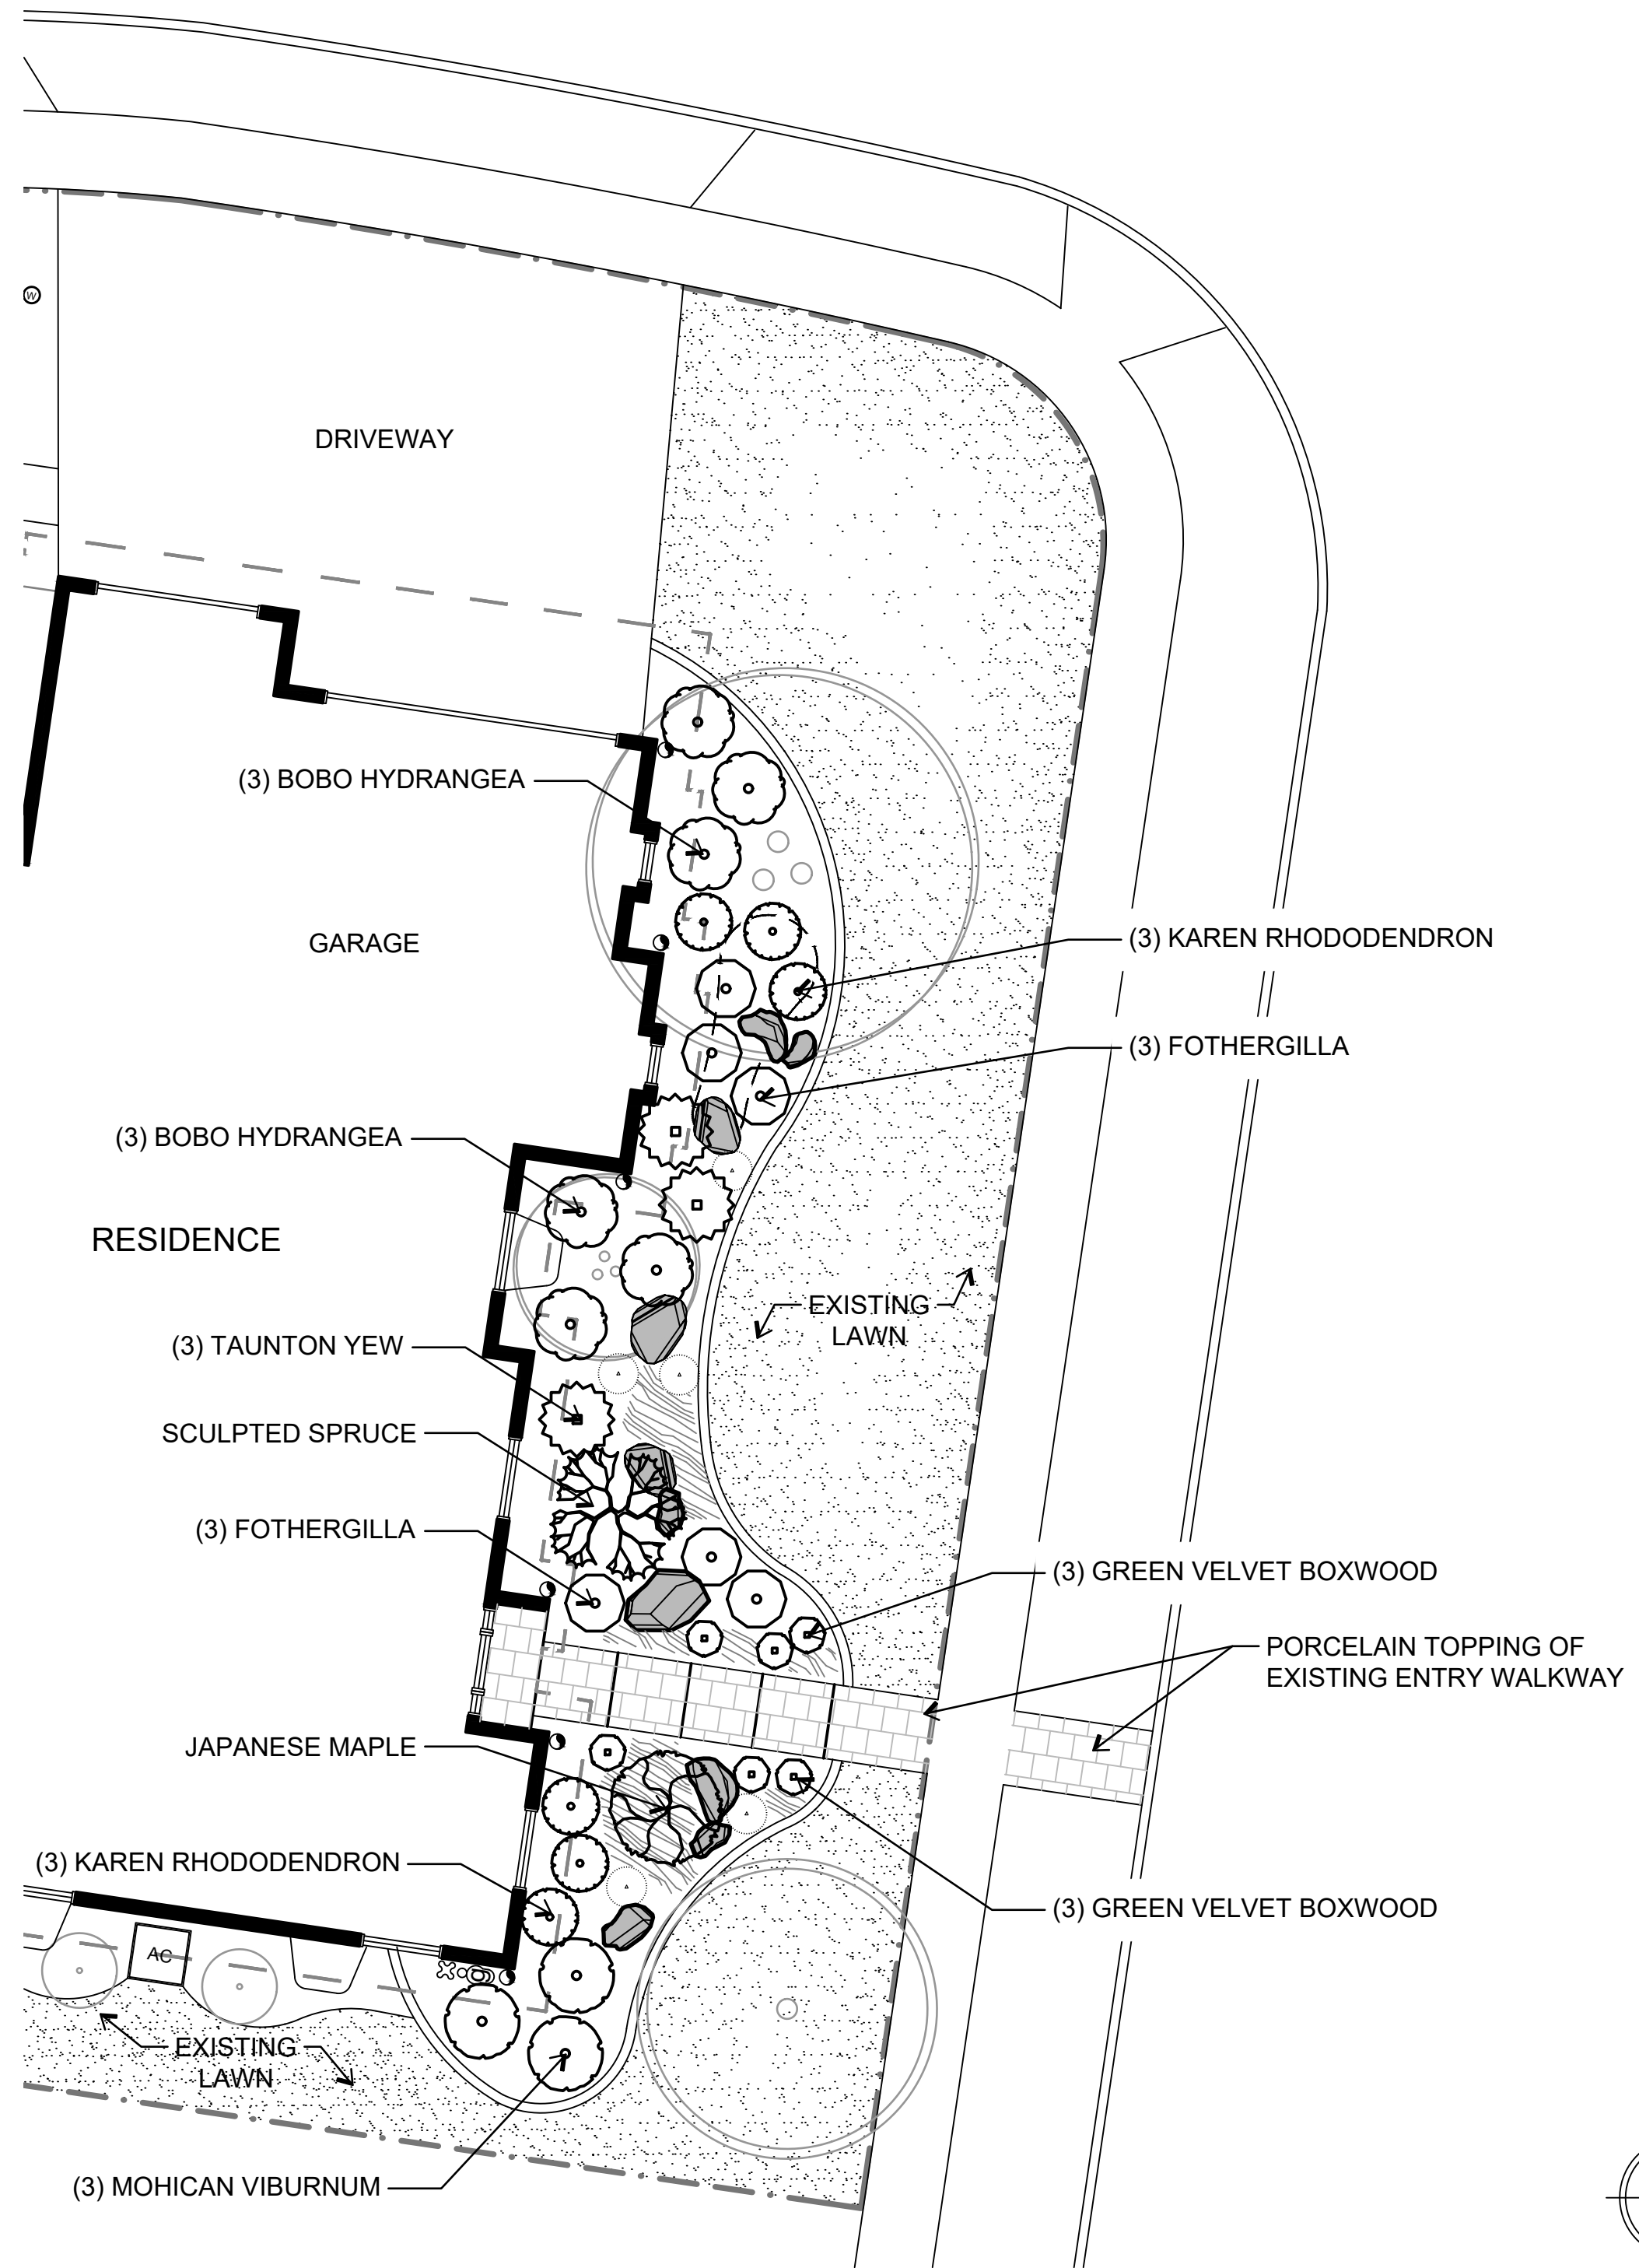 W
DRIVEWAY
(3) BOBO HYDRANGEA
GARAGE
(3) KAREN RHODODENDRON
(3) FOTHERGILLA
(3) BOBO HYDRANGEA
RESIDENCE
EXISTING
LAWN
(3) TAUNTON YEW
SCULPTED SPRUCE
(3) FOTHERGILLA
(3) GREEN VELVET BOXWOOD
PORCELAIN TOPPING OF
EXISTING ENTRY WALKWAY
JAPANESE MAPLE
(3) KAREN RHODODENDRON
(3) GREEN VELVET BOXWOOD
AC
EXISTING
LAWN
(3) MOHICAN VIBURNUM